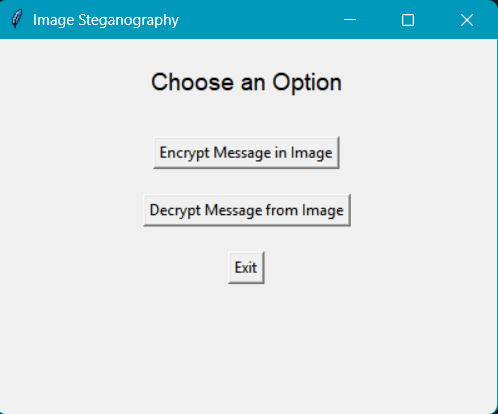 Image Steganography
Choose an Option
Encrypt Message in Image
Decrypt Message from Image
Exit